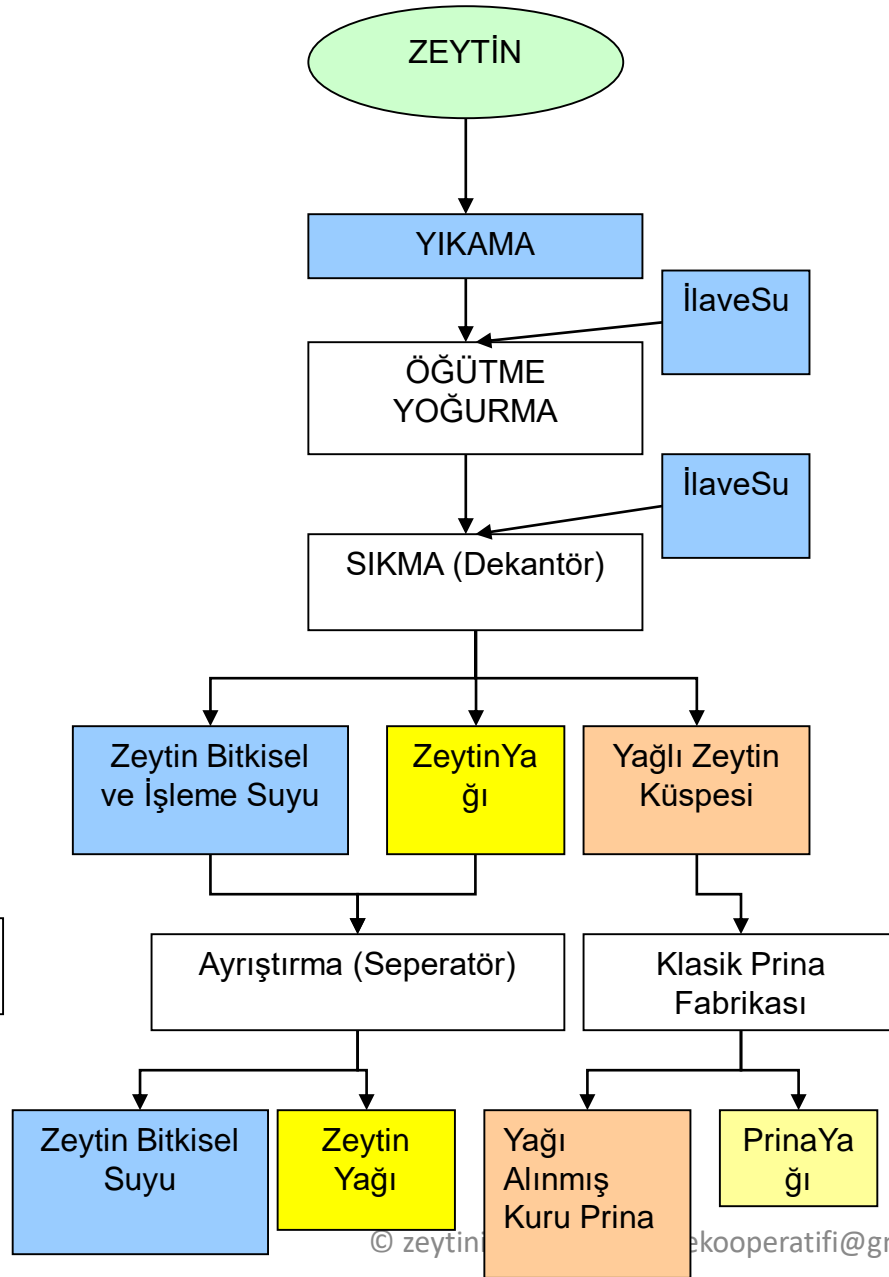 ZEYTİN
YIKAMA
İlaveSu
ÖĞÜTME
YOĞURMA
İlaveSu
SIKMA (Dekantör)
Zeytin Bitkisel
ve İşleme Suyu
ZeytinYa
ğı
Yağlı Zeytin
Küspesi
Ayrıştırma (Seperatör)
Klasik Prina
Fabrikası
Zeytin Bitkisel
Suyu
Zeytin
Yağı
Yağı
Alınmış
Kuru Prina
PrinaYa
ğı
© zeytini ekooperatifi@gr